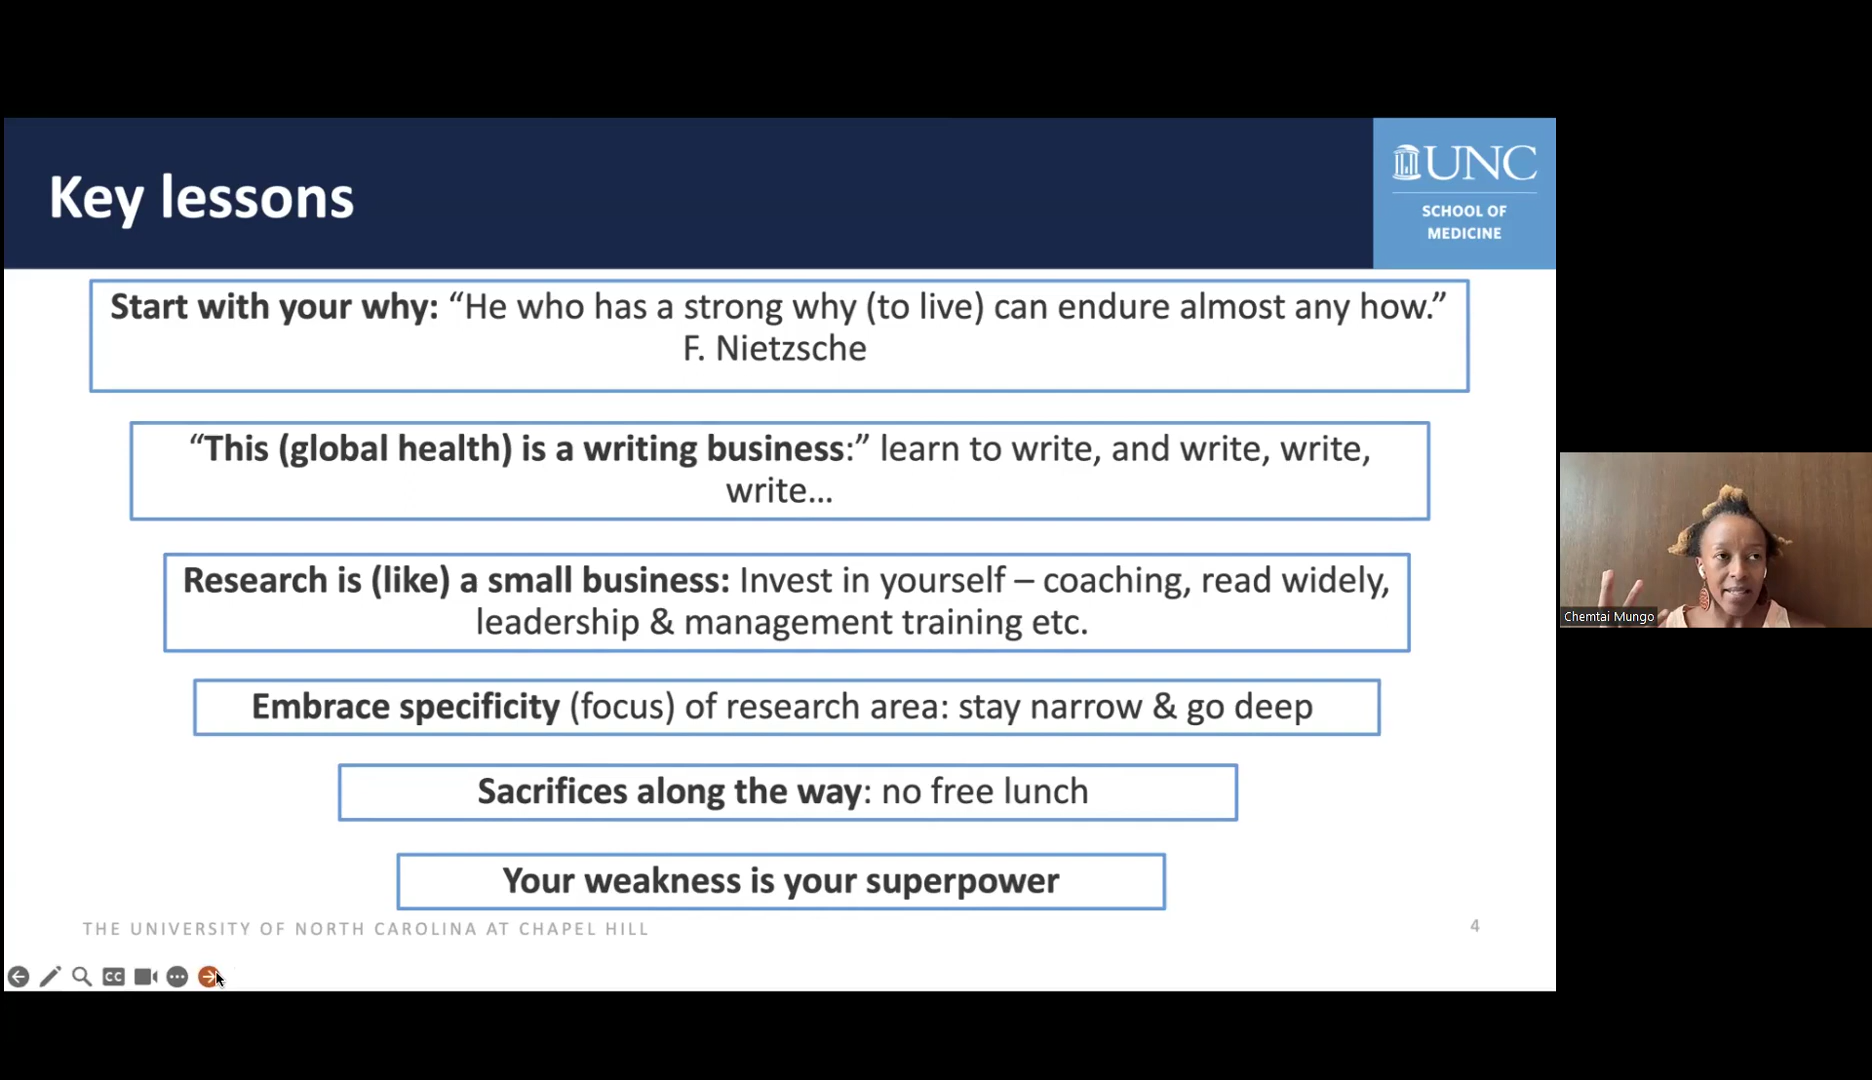 Key lessons
UNC
SCHOOL OF
MEDICINE
Start with your why: “He who has a strong why (to live) can endure almost any how.”
F. Nietzsche
“This (global health) is a writing business:” learn to write, and write, write,
write…
Research is (like) a small business: Invest in yourself – coaching, read widely,
leadership & management training etc.
Embrace specificity (focus) of research area: stay narrow & go deep
Sacrifices along the way: no free lunch
Your weakness is your superpower
THE UNIVERSITY OF NORTH CAROLINA AT CHAPEL HILL
4
CC
Chemtai Mungo